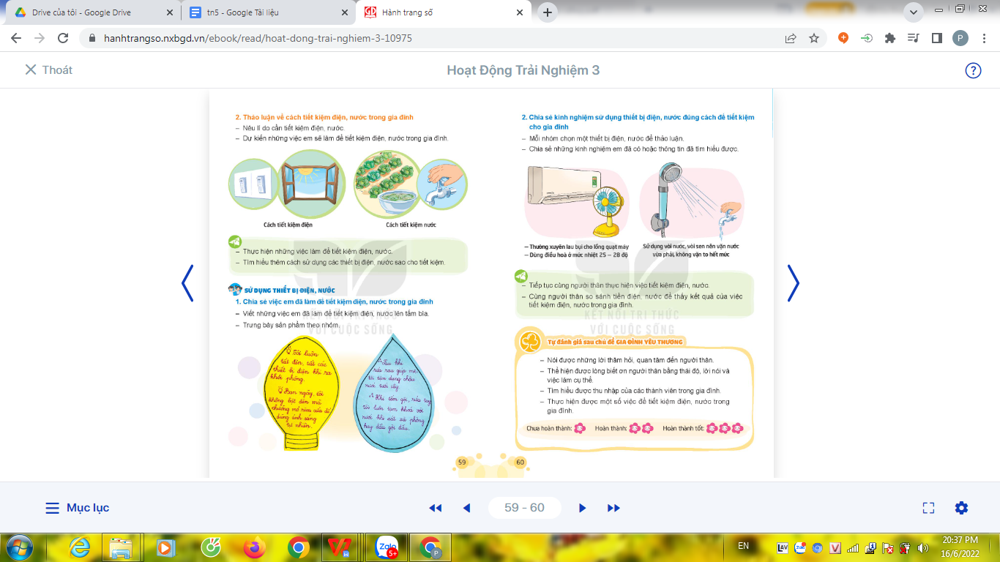 Drive của tôi - Google Drive
tn5 - Google Tài liệu
Hành trang số
hanhtrangso.nxbgd.vn/ebook/read/hoat-dong-trai-nghiem-3-10975
P
Thoát
Hoạt Động Trải Nghiệm 3
2. Thảo luận về cách tiết kiệm điện, nước trong gia đình
– Nêu lí do cần tiết kiệm điện, nước.
– Dự kiến những việc em sẽ làm để tiết kiệm điện, nước trong gia đình.
Cách tiết kiệm điện
Cách tiết kiệm nước
– Thực hiện những việc làm để tiết kiệm điện, nước.
– Tìm hiểu thêm cách sử dụng các thiết bị điện, nước sao cho tiết kiệm.
SỬ DỤNG THIẾT BỊ ĐIỆN, NƯỚC
1. Chia sẻ việc em đã làm để tiết kiệm điện, nước trong gia đình
– Viết những việc em đã làm để tiết kiệm điện, nước lên tấm bìa.
– Trưng bày sản phẩm theo nhóm.
KẾT NỐI TRI THỨC
VỚI CUỘC SỐNG
Tôi luôn
tắt đèn, tắt các
thiết bị điện khi ra
khỏi phòng.
Ban ngày, tôi
không bật đèn mà
thường mở rèm cửa để
dùng ánh sáng
tự nhiên.
Sau khi
rửa rau giúp mẹ,
tôi tận dụng chậu
nước tưới cây.
Khi tắm gội, rửa tay
tôi luôn tạm khoá vòi
nước khi xát xà phòng
hay dầu gội đầu.
59
2. Chia sẻ kinh nghiệm sử dụng thiết bị điện, nước đúng cách để tiết kiệm
cho gia đình
– Mỗi nhóm chọn một thiết bị điện, nước để thảo luận.
– Chia sẻ những kinh nghiệm em đã có hoặc thông tin đã tìm hiểu được.
– Thường xuyên lau bụi cho lồng quạt máy
– Dùng điều hoà ở mức nhiệt 25 – 28 độ
Sử dụng vòi nước, vòi sen nên vặn nước
vừa phải, không vặn to hết mức
– Tiếp tục cùng người thân thực hiện việc tiết kiệm điện, nước.
– Cùng người thân so sánh tiền điện, nước để thấy kết quả của việc
tiết kiệm điện, nước trong gia đình.
KẾT NỐI TRI THỨC
VỚI CUỘC SỐNG
Tự đánh giá sau chủ đề GIA ĐÌNH YÊU THƯƠNG
– Nói được những lời thăm hỏi, quan tâm đến người thân.
– Thể hiện được lòng biết ơn người thân bằng thái độ, lời nói và
việc làm cụ thể.
– Tìm hiểu được thu nhập của các thành viên trong gia đình.
– Thực hiện được một số việc để tiết kiệm điện, nước trong
gia đình.
Chưa hoàn thành:
Hoàn thành:
Hoàn thành tốt:
60
Mục lục
59 - 60
Zalo
5+
P
EN
LAV
Zalo
V
20:37 PM
16/6/2022